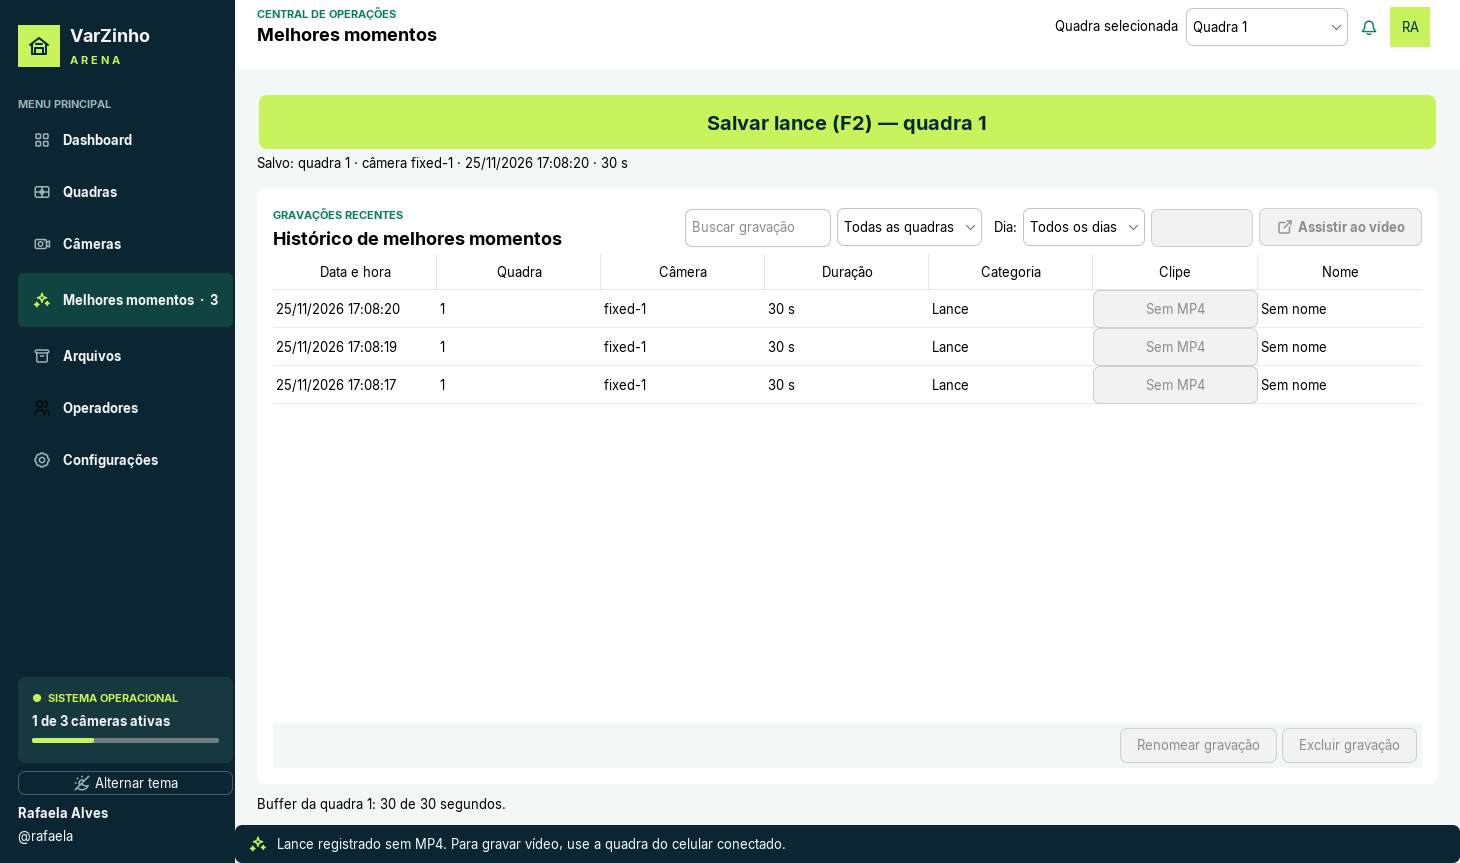 VarZinho
ARENA
MENU PRINCIPAL
Dashboard
Quadras
Câmeras
Melhores momentos · 3
Arquivos
Operadores
Configurações
SISTEMA OPERACIONAL
1 de 3 câmeras ativas
Alternar tema
Rafaela Alves
@rafaela
CENTRAL DE OPERAÇÕES
Melhores momentos
Quadra selecionada Quadra 1 RA
Salvar lance (F2) — quadra 1
Salvo: quadra 1 · câmera fixed-1 · 25/11/2026 17:08:20 · 30 s
GRAVAÇÕES RECENTES
Histórico de melhores momentos
Buscar gravação Todas as quadras Dia: Todos os dias Assistir ao vídeo
Data e hora Quadra Câmera Duração Categoria Clipe Nome
25/11/2026 17:08:20 1 fixed-1 30 s Lance Sem MP4 Sem nome
25/11/2026 17:08:19 1 fixed-1 30 s Lance Sem MP4 Sem nome
25/11/2026 17:08:17 1 fixed-1 30 s Lance Sem MP4 Sem nome
Renomear gravação Excluir gravação
Buffer da quadra 1: 30 de 30 segundos.
Lance registrado sem MP4. Para gravar vídeo, use a quadra do celular conectado.